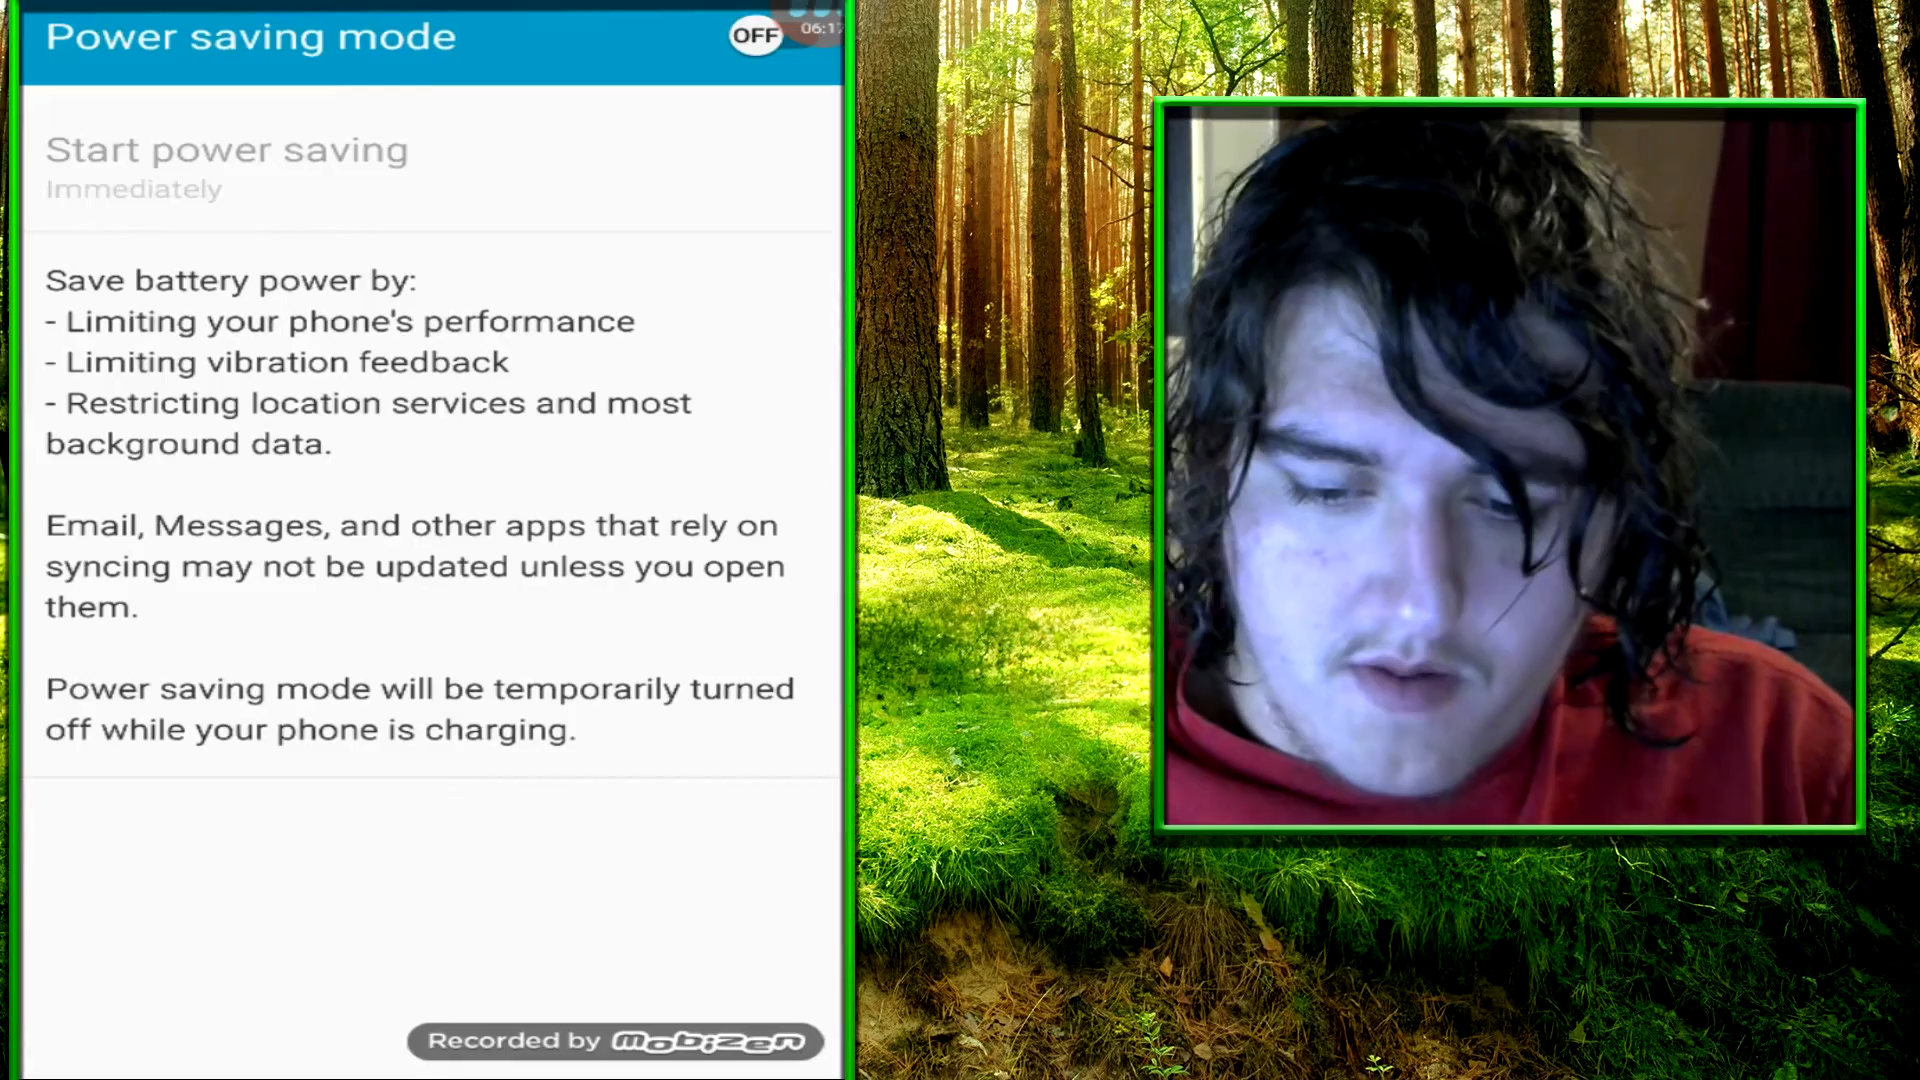 Power saving mode
OFF
06:17
Start power saving
Immediately
Save battery power by:
- Limiting your phone's performance
- Limiting vibration feedback
- Restricting location services and most
background data.
Email, Messages, and other apps that rely on
syncing may not be updated unless you open
them.
Power saving mode will be temporarily turned
off while your phone is charging.
Recorded by mobizen